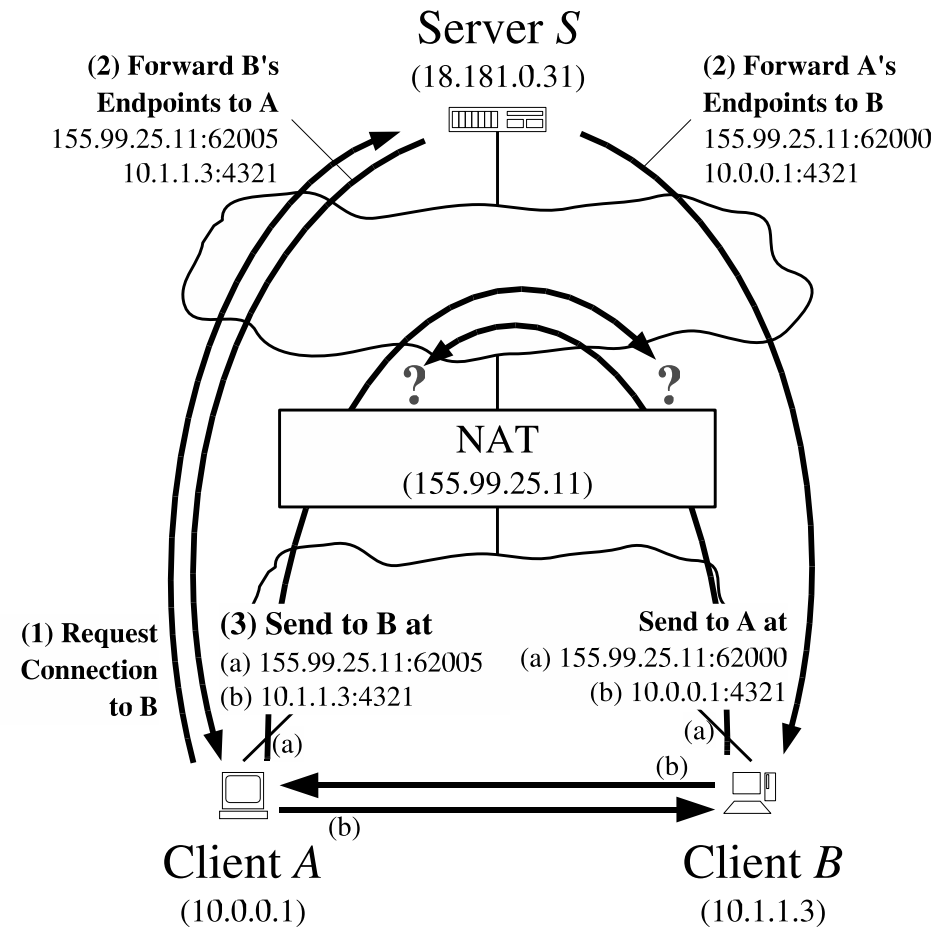 Server S
(18.181.0.31)
(2) Forward B's
Endpoints to A
155.99.25.11:62005
10.1.1.3:4321
(2) Forward A's
Endpoints to B
155.99.25.11:62000
10.0.0.1:4321
?
?
NAT
(155.99.25.11)
(1) Request
Connection
to B
(3) Send to B at
(a) 155.99.25.11:62005
(b) 10.1.1.3:4321
Send to A at
(a) 155.99.25.11:62000
(b) 10.0.0.1:4321
(a)
(a)
(b)
(b)
Client A
(10.0.0.1)
Client B
(10.1.1.3)